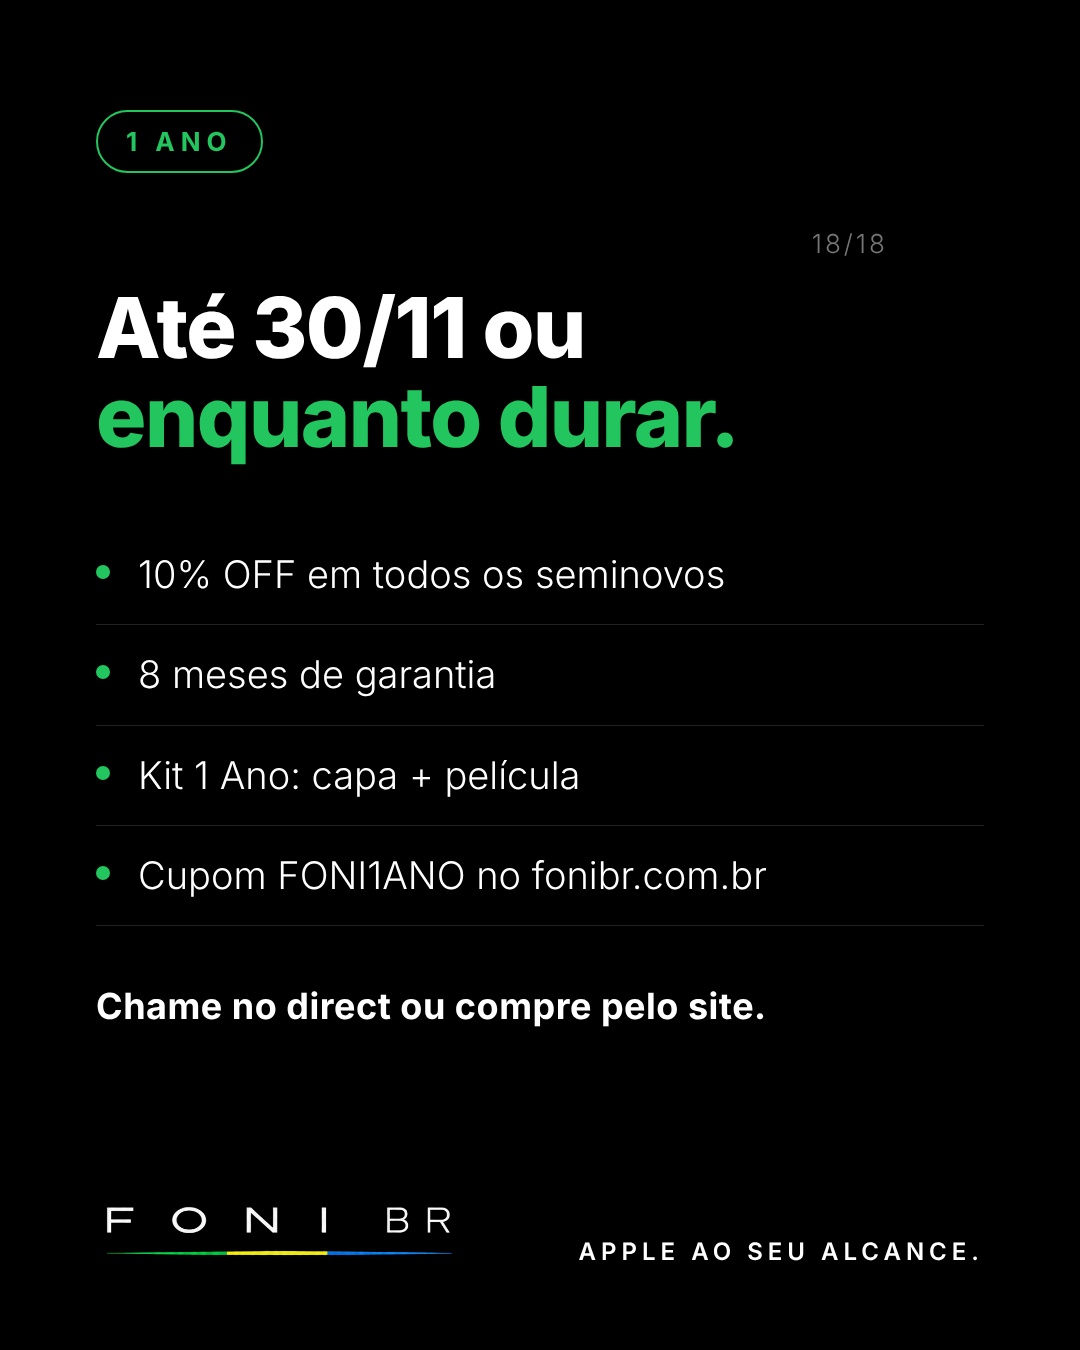 1 ANO
18/18
Até 30/11 ou
enquanto durar.
10% OFF em todos os seminovos
8 meses de garantia
Kit 1 Ano: capa + película
Cupom FONI1ANO no fonibr.com.br
Chame no direct ou compre pelo site.
FONI BR
APPLE AO SEU ALCANCE.